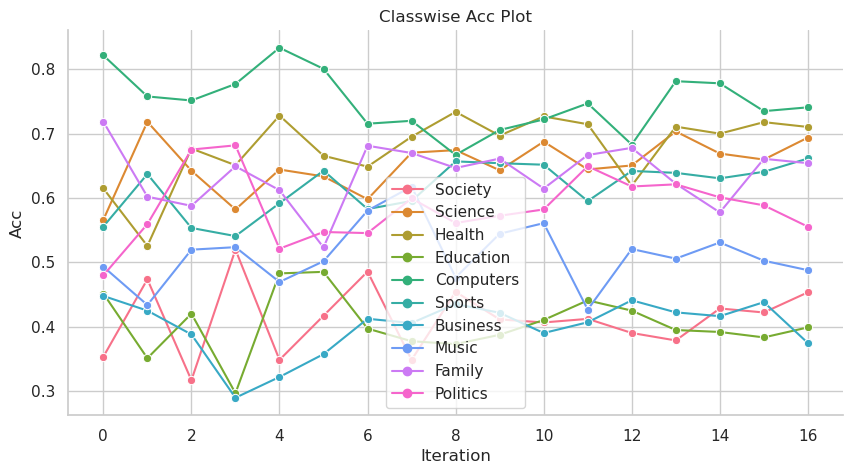 Classwise Acc Plot
Acc
0.8
0.7
0.6
0.5
0.4
0.3
Society
Science
Health
Education
Computers
Sports
Business
Music
Family
Politics
0 2 4 6 8 10 12 14 16
Iteration